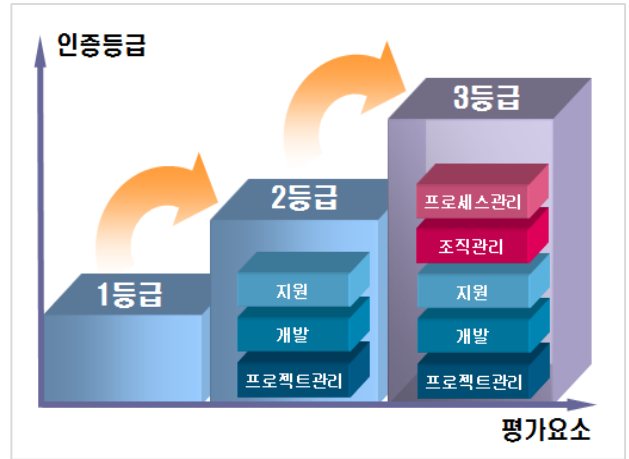 인증등급
1등급
2등급
지원
개발
프로젝트관리
3등급
프로세스관리
조직관리
지원
개발
프로젝트관리
평가요소